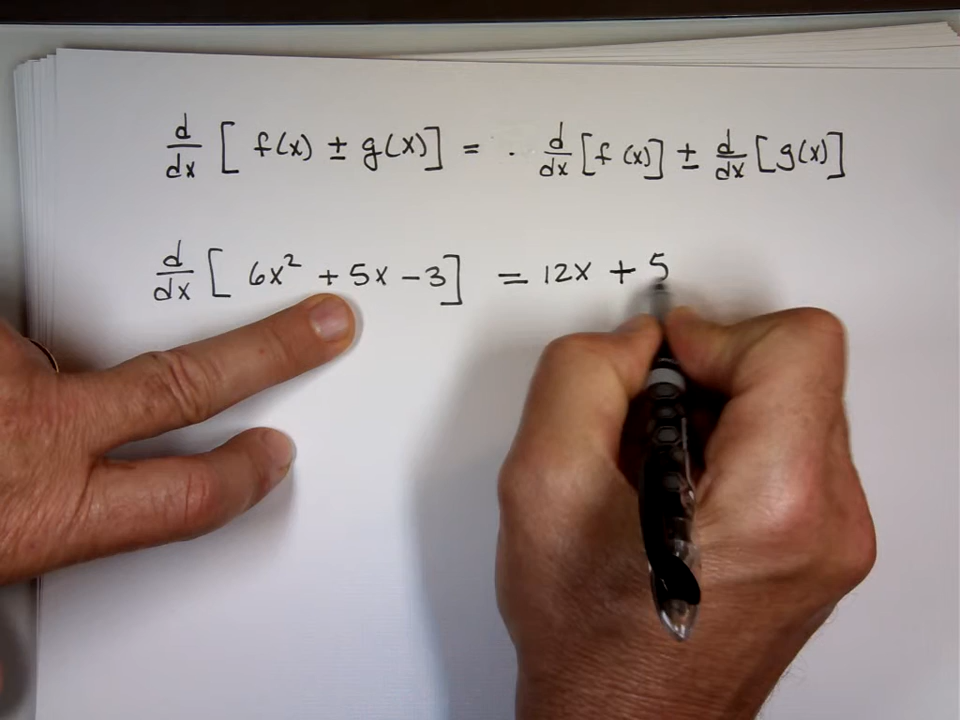 d/dx [ f(x) ± g(x) ] = d/dx [ f(x) ] ± d/dx [ g(x) ]
d/dx [ 6x² + 5x - 3 ] = 12x + 5